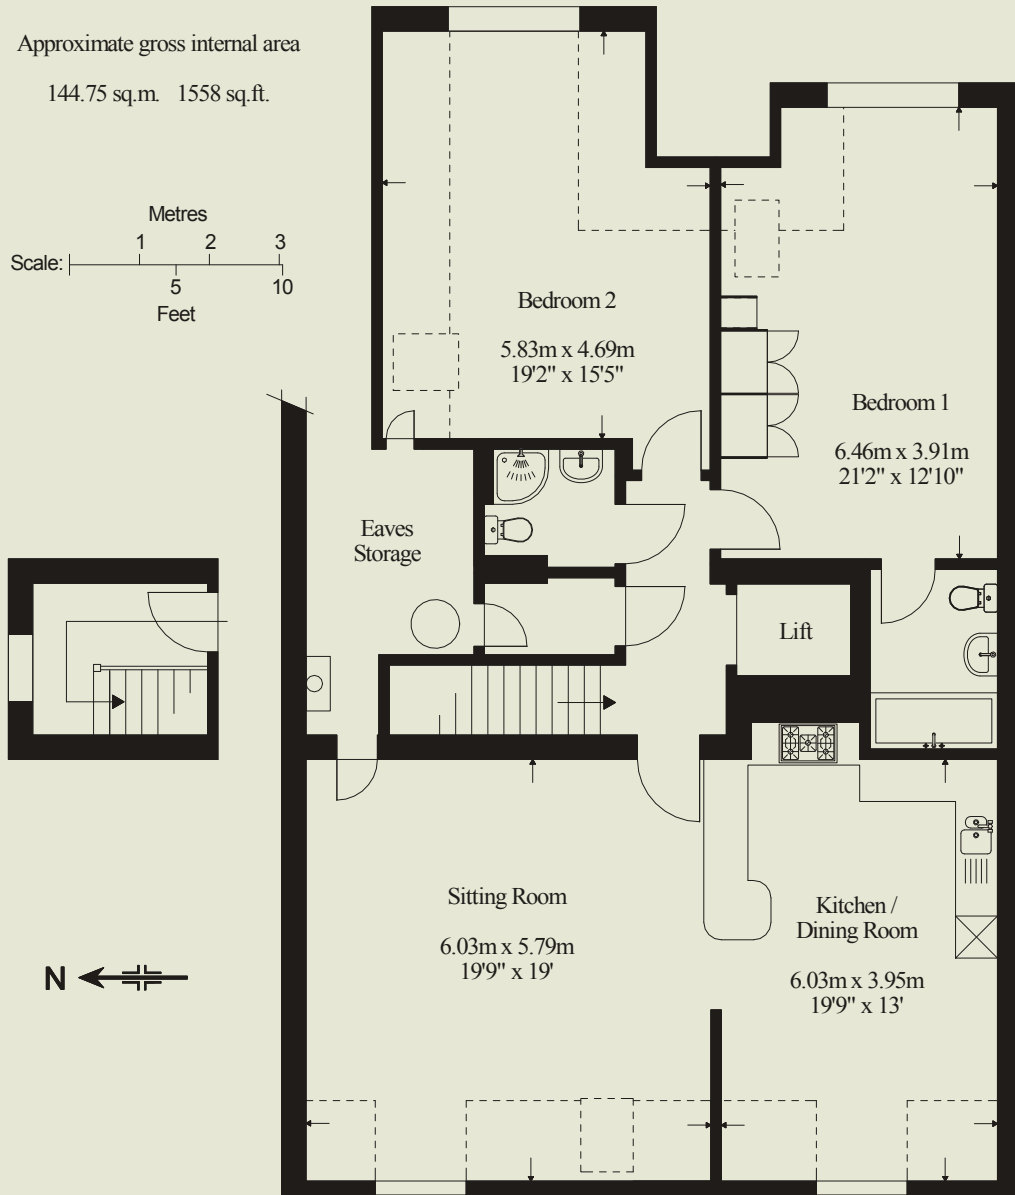 Approximate gross internal area
144.75 sq.m. 1558 sq.ft.
Metres
1 2 3
Scale:
5 10
Feet
Bedroom 2
5.83m x 4.69m
19'2" x 15'5"
Bedroom 1
6.46m x 3.91m
21'2" x 12'10"
Eaves
Storage
Lift
Sitting Room
6.03m x 5.79m
19'9" x 19'
Kitchen /
Dining Room
6.03m x 3.95m
19'9" x 13'
N